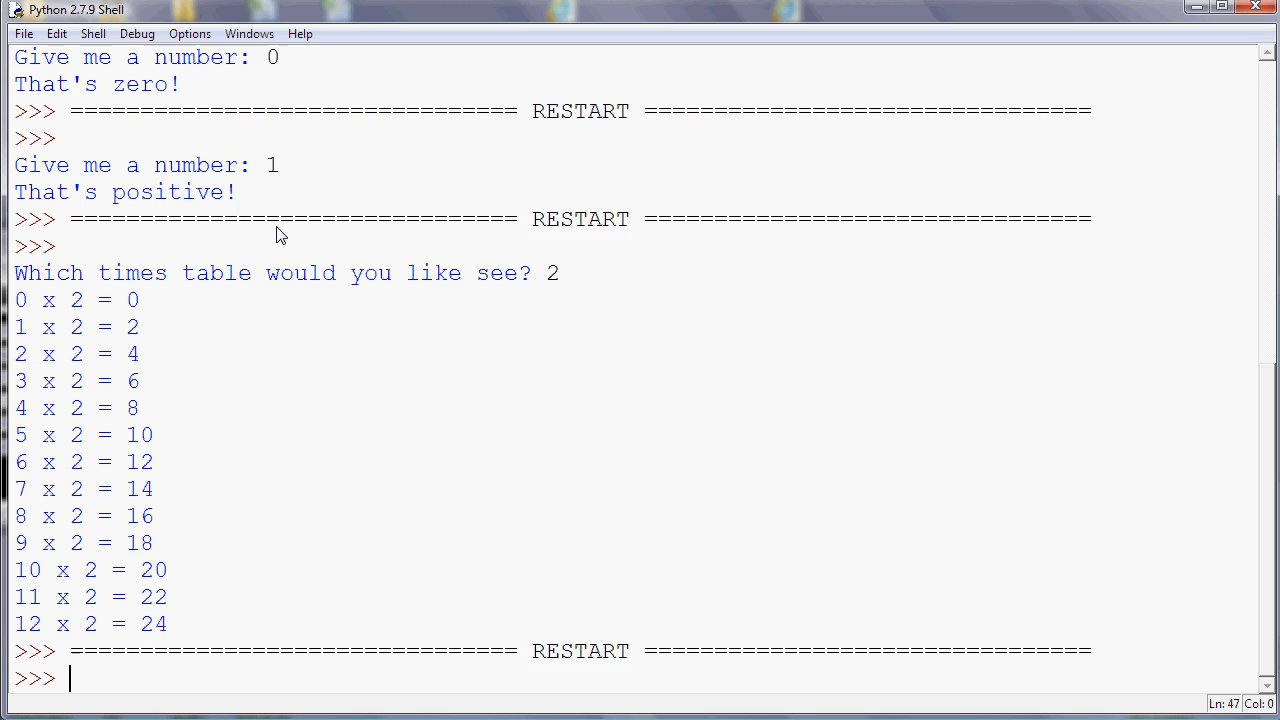 Python 2.7.9 Shell
File Edit Shell Debug Options Windows Help
Give me a number: 0
That's zero!
>>> ================================ RESTART ================================
>>>
Give me a number: 1
That's positive!
>>> ================================ RESTART ================================
>>>
Which times table would you like see? 2
0 x 2 = 0
1 x 2 = 2
2 x 2 = 4
3 x 2 = 6
4 x 2 = 8
5 x 2 = 10
6 x 2 = 12
7 x 2 = 14
8 x 2 = 16
9 x 2 = 18
10 x 2 = 20
11 x 2 = 22
12 x 2 = 24
>>> ================================ RESTART ================================
>>>
Ln: 47 Col: 0